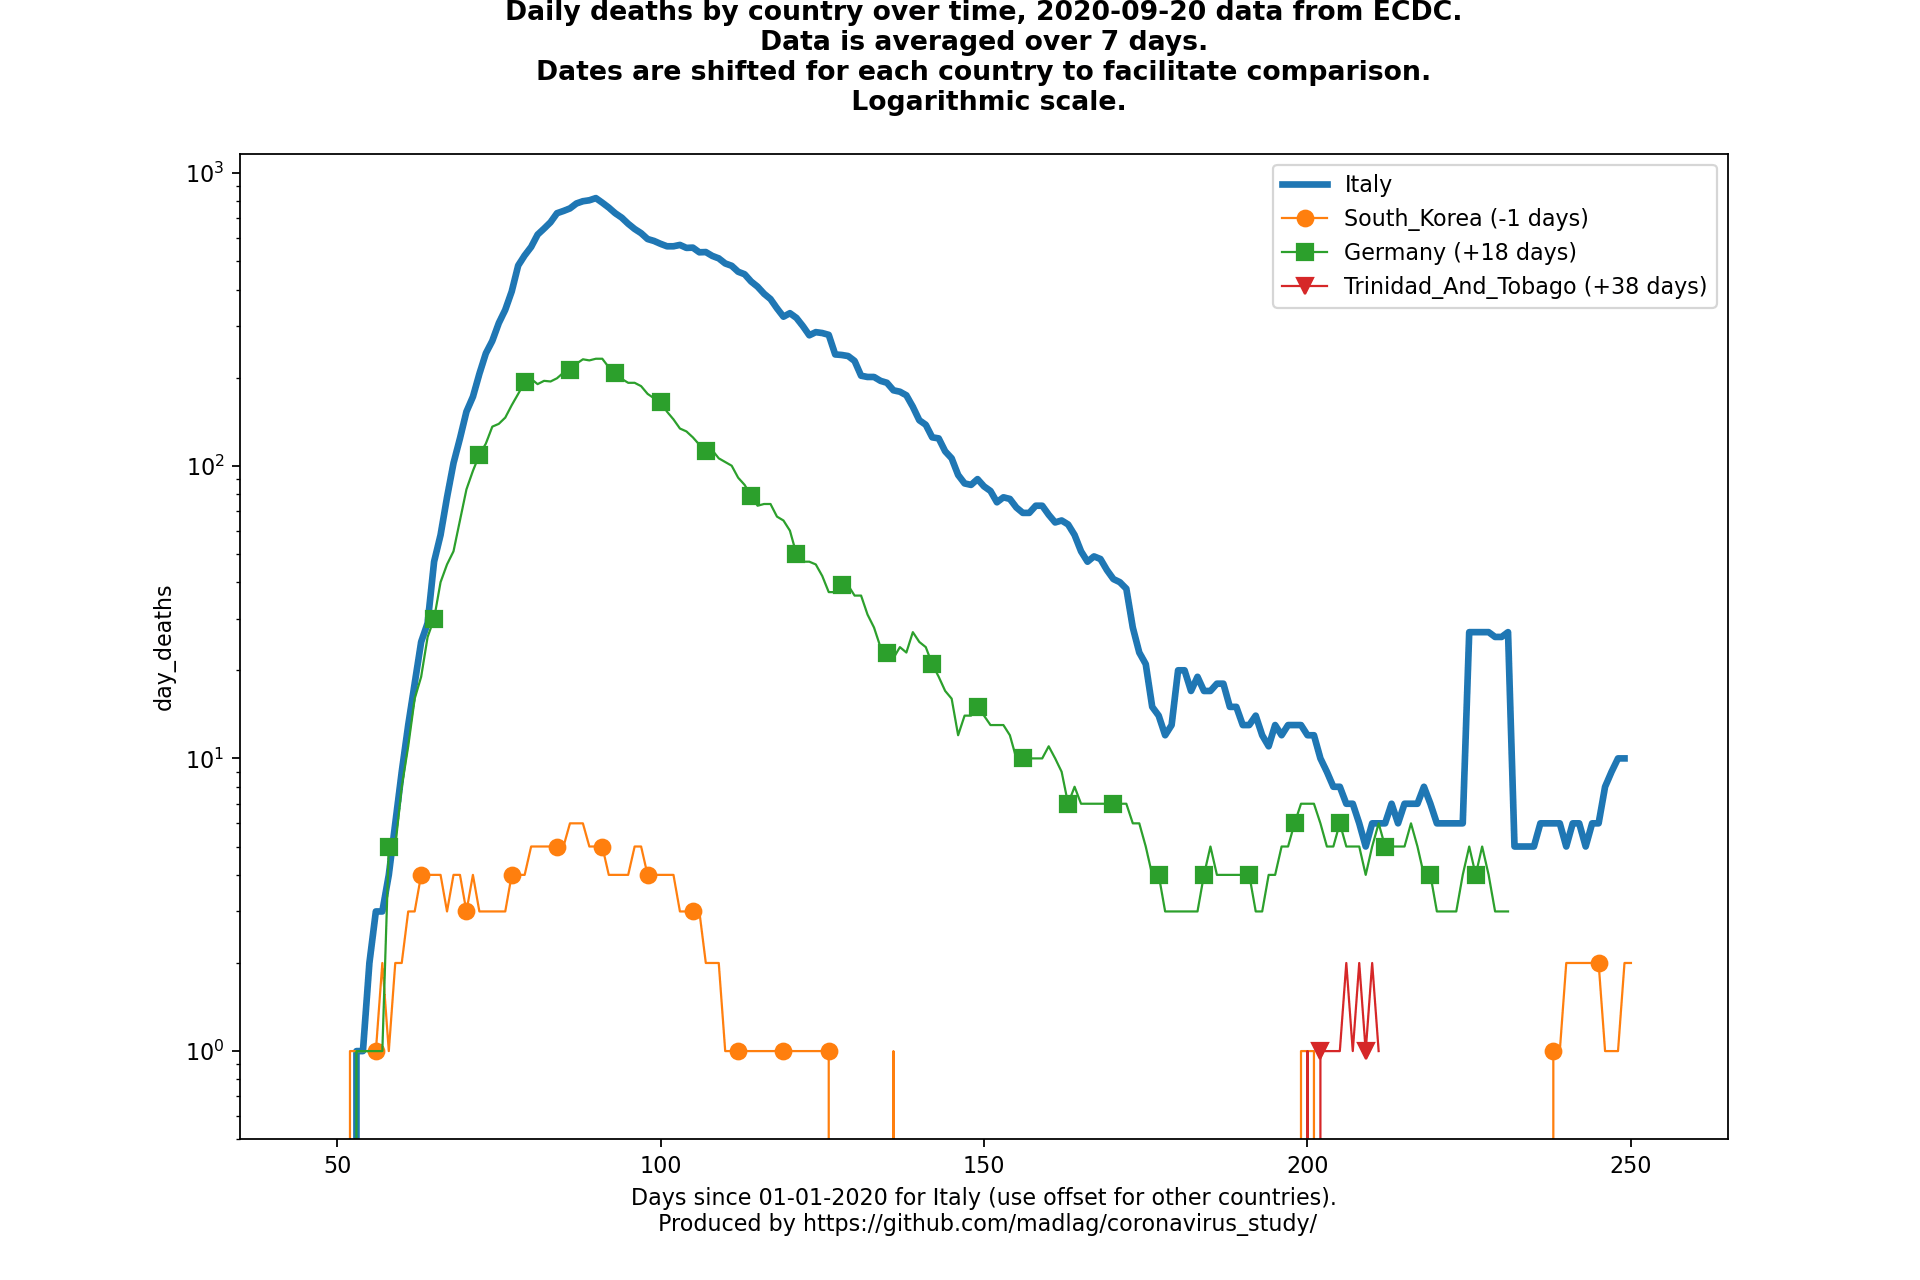 Daily deaths by country over time, 2020-09-20 data from ECDC.
Data is averaged over 7 days.
Dates are shifted for each country to facilitate comparison.
Logarithmic scale.
10³
10²
10¹
10⁰
day_deaths
Italy
South_Korea (-1 days)
Germany (+18 days)
Trinidad_And_Tobago (+38 days)
50 100 150 200 250
Days since 01-01-2020 for Italy (use offset for other countries).
Produced by https://github.com/madlag/coronavirus_study/